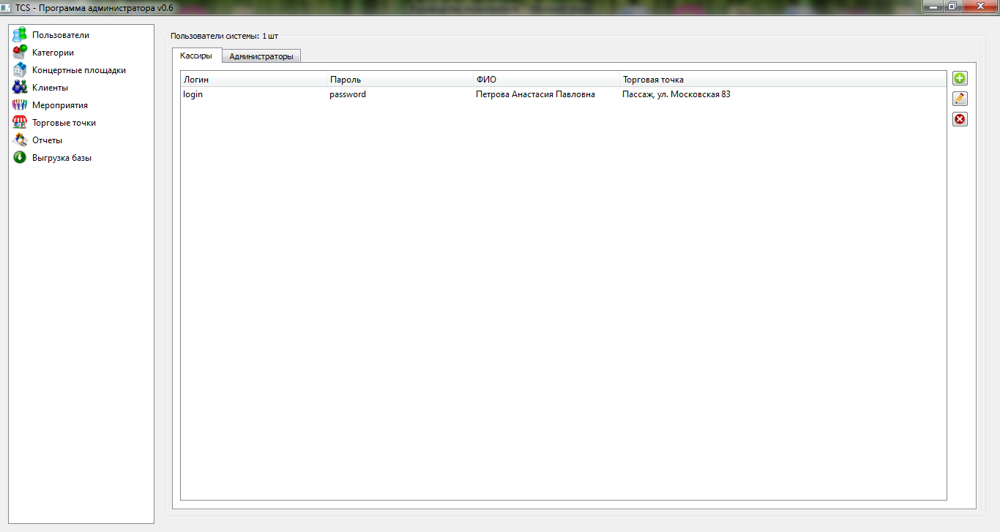 TCS - Программа администратора v0.6
Пользователи
Категории
Концертные площадки
Клиенты
Мероприятия
Торговые точки
Отчеты
Выгрузка базы
Пользователи системы: 1 шт
Кассиры Администраторы
Логин Пароль ФИО Торговая точка
login password Петрова Анастасия Павловна Пассаж, ул. Московская 83